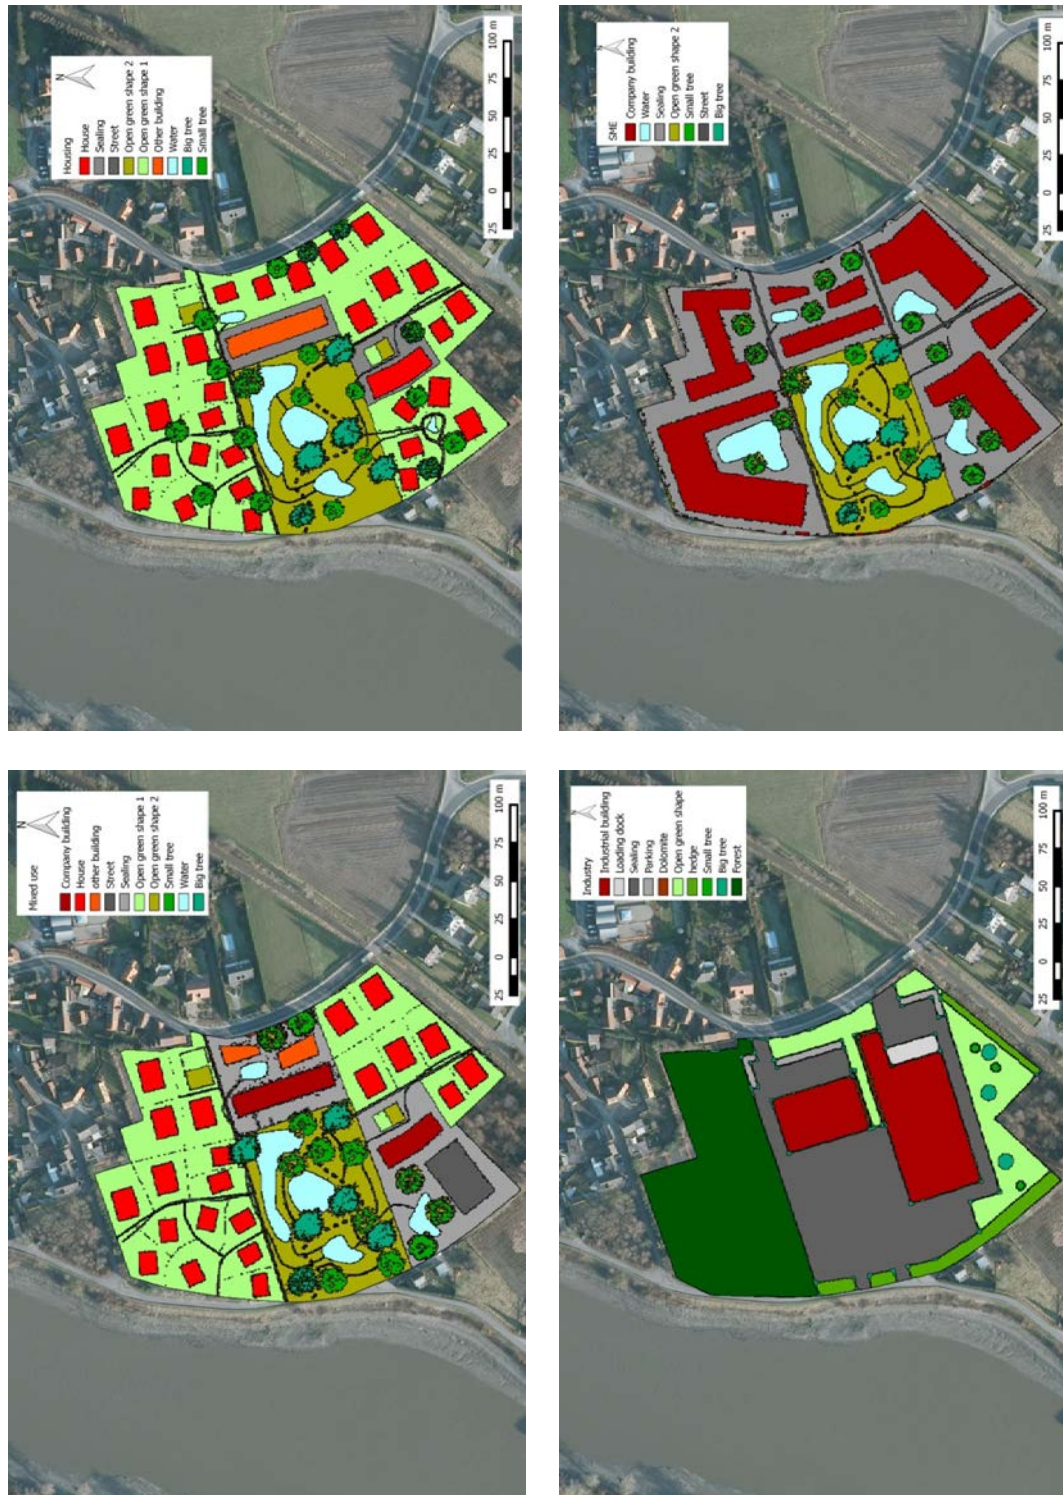 Housing
N
House
Sealing
Street
Open green shape 2
Open green shape 1
Other building
Water
Big tree
Small tree
25 0 25 50 75 100 m
SME
N
Company building
Water
Sealing
Open green shape 2
Small tree
Street
Big tree
25 0 25 50 75 100 m
Mixed use
N
Company building
House
other building
Street
Sealing
Open green shape 1
Open green shape 2
Small tree
Water
Big tree
25 0 25 50 75 100 m
Industry
N
Industrial building
Loading dock
Sealing
Parking
Dolomite
Open green shape
hedge
Small tree
Big tree
Forest
25 0 25 50 75 100 m